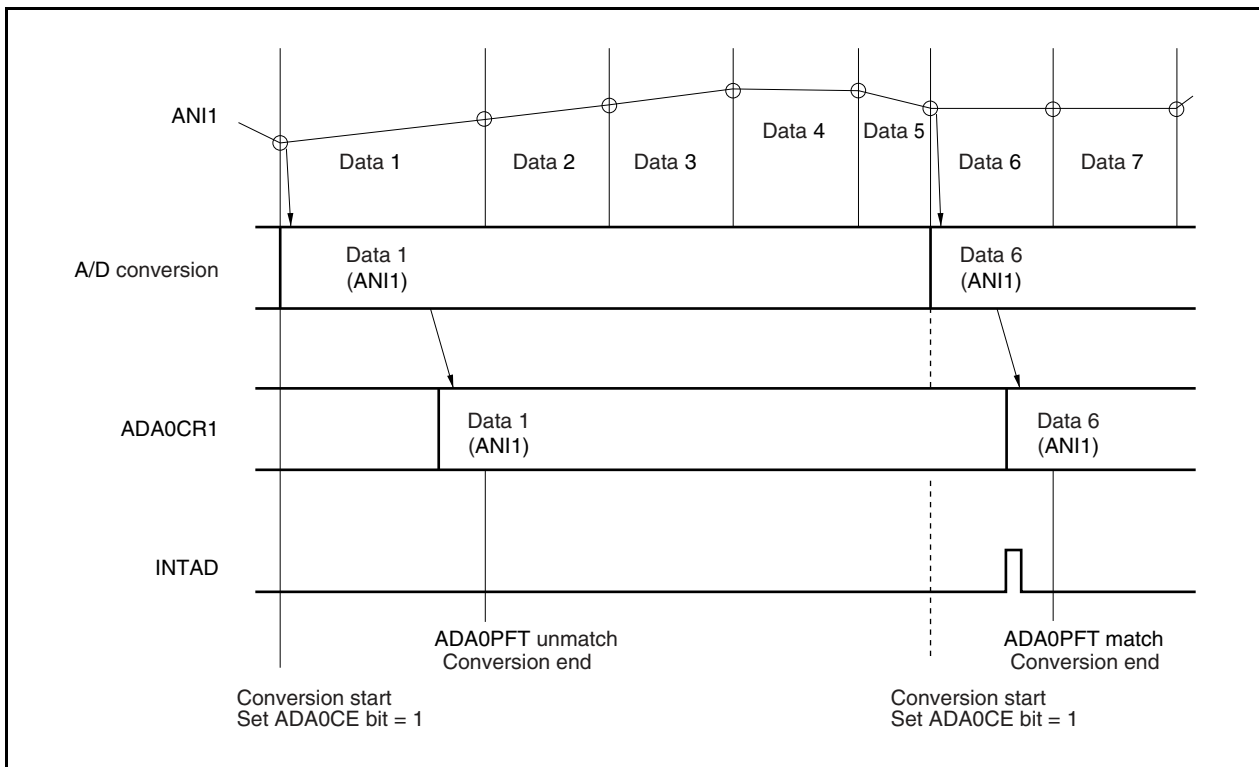 ANI1
Data 1
Data 2
Data 3
Data 4
Data 5
Data 6
Data 7
A/D conversion
Data 1
(ANI1)
Data 6
(ANI1)
ADA0CR1
Data 1
(ANI1)
Data 6
(ANI1)
INTAD
ADA0PFT unmatch
Conversion end
ADA0PFT match
Conversion end
Conversion start
Set ADA0CE bit = 1
Conversion start
Set ADA0CE bit = 1